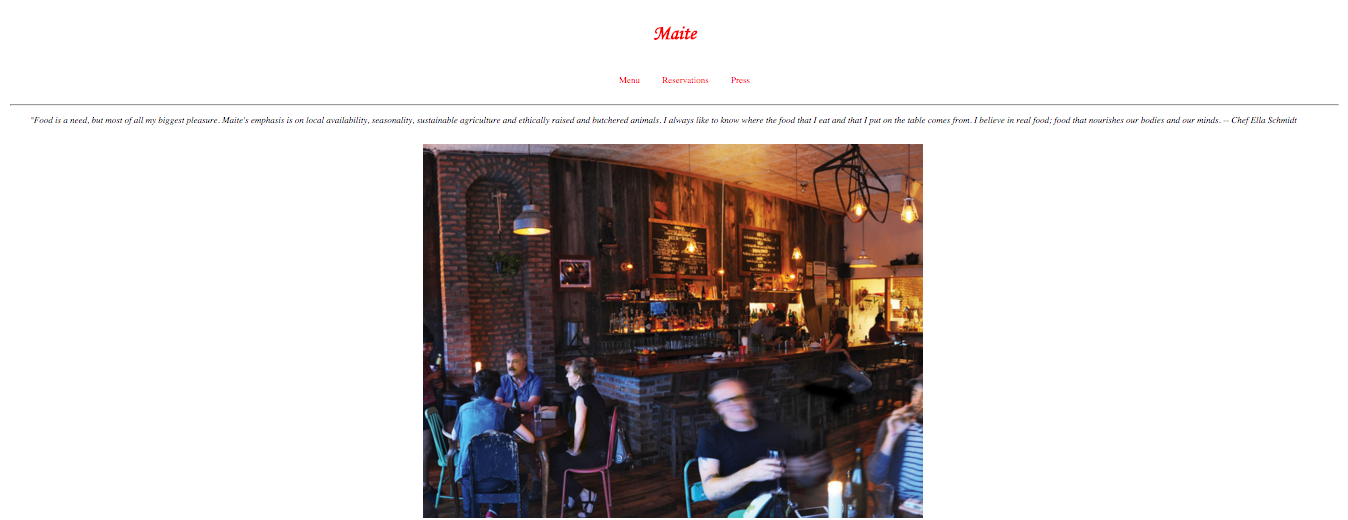 Maite
Menu Reservations Press
"Food is a need, but most of all my biggest pleasure. Maite's emphasis is on local availability, seasonality, sustainable agriculture and ethically raised and butchered animals. I always like to know where the food that I eat and that I put on the table comes from. I believe in real food; food that nourishes our bodies and our minds. -- Chef Ella Schmidt